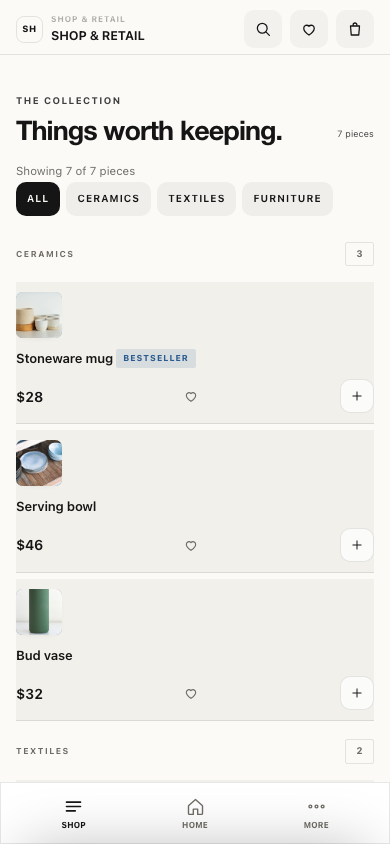 SH
SHOP & RETAIL
SHOP & RETAIL
THE COLLECTION
Things worth keeping.
7 pieces
Showing 7 of 7 pieces
ALL
CERAMICS
TEXTILES
FURNITURE
CERAMICS
3
Stoneware mug BESTSELLER
$28
Serving bowl
$46
Bud vase
$32
TEXTILES
2
SHOP
HOME
MORE